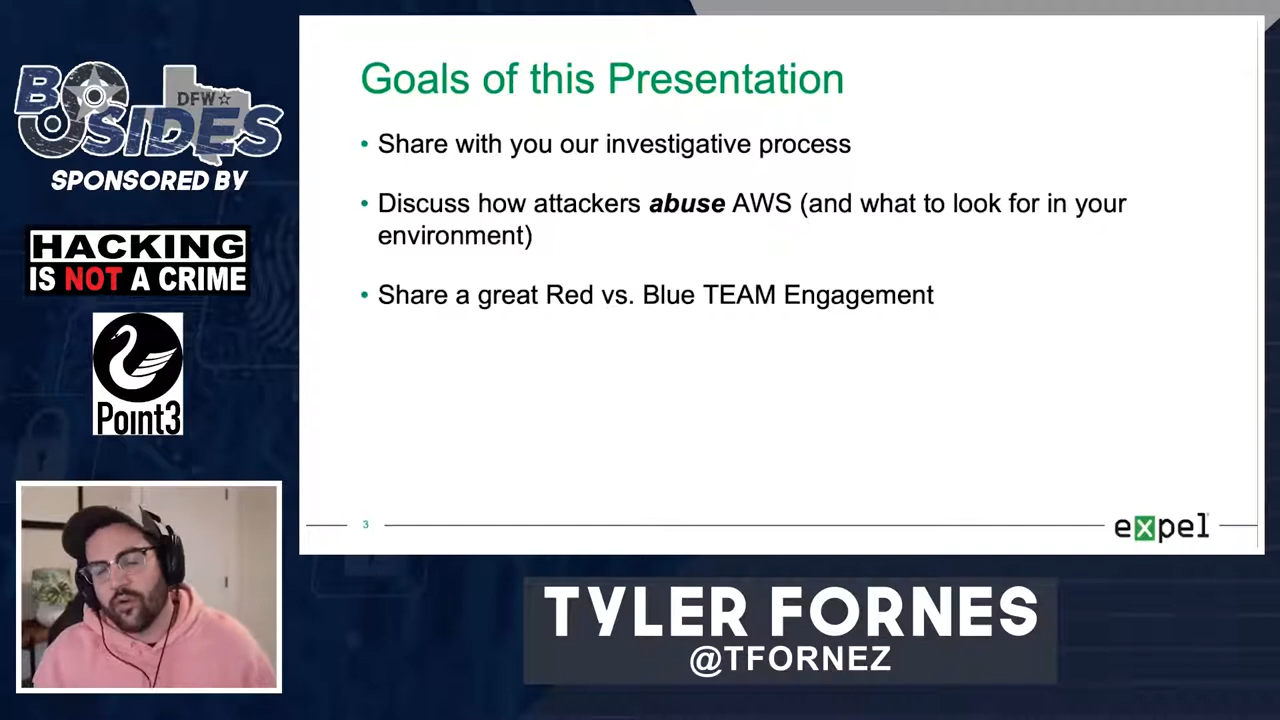 BSIDES
DFW
SPONSORED BY
HACKING
IS NOT A CRIME
Point3
Goals of this Presentation
• Share with you our investigative process
• Discuss how attackers abuse AWS (and what to look for in your
environment)
• Share a great Red vs. Blue TEAM Engagement
3
expel
TYLER FORNES
@TFORNEZ